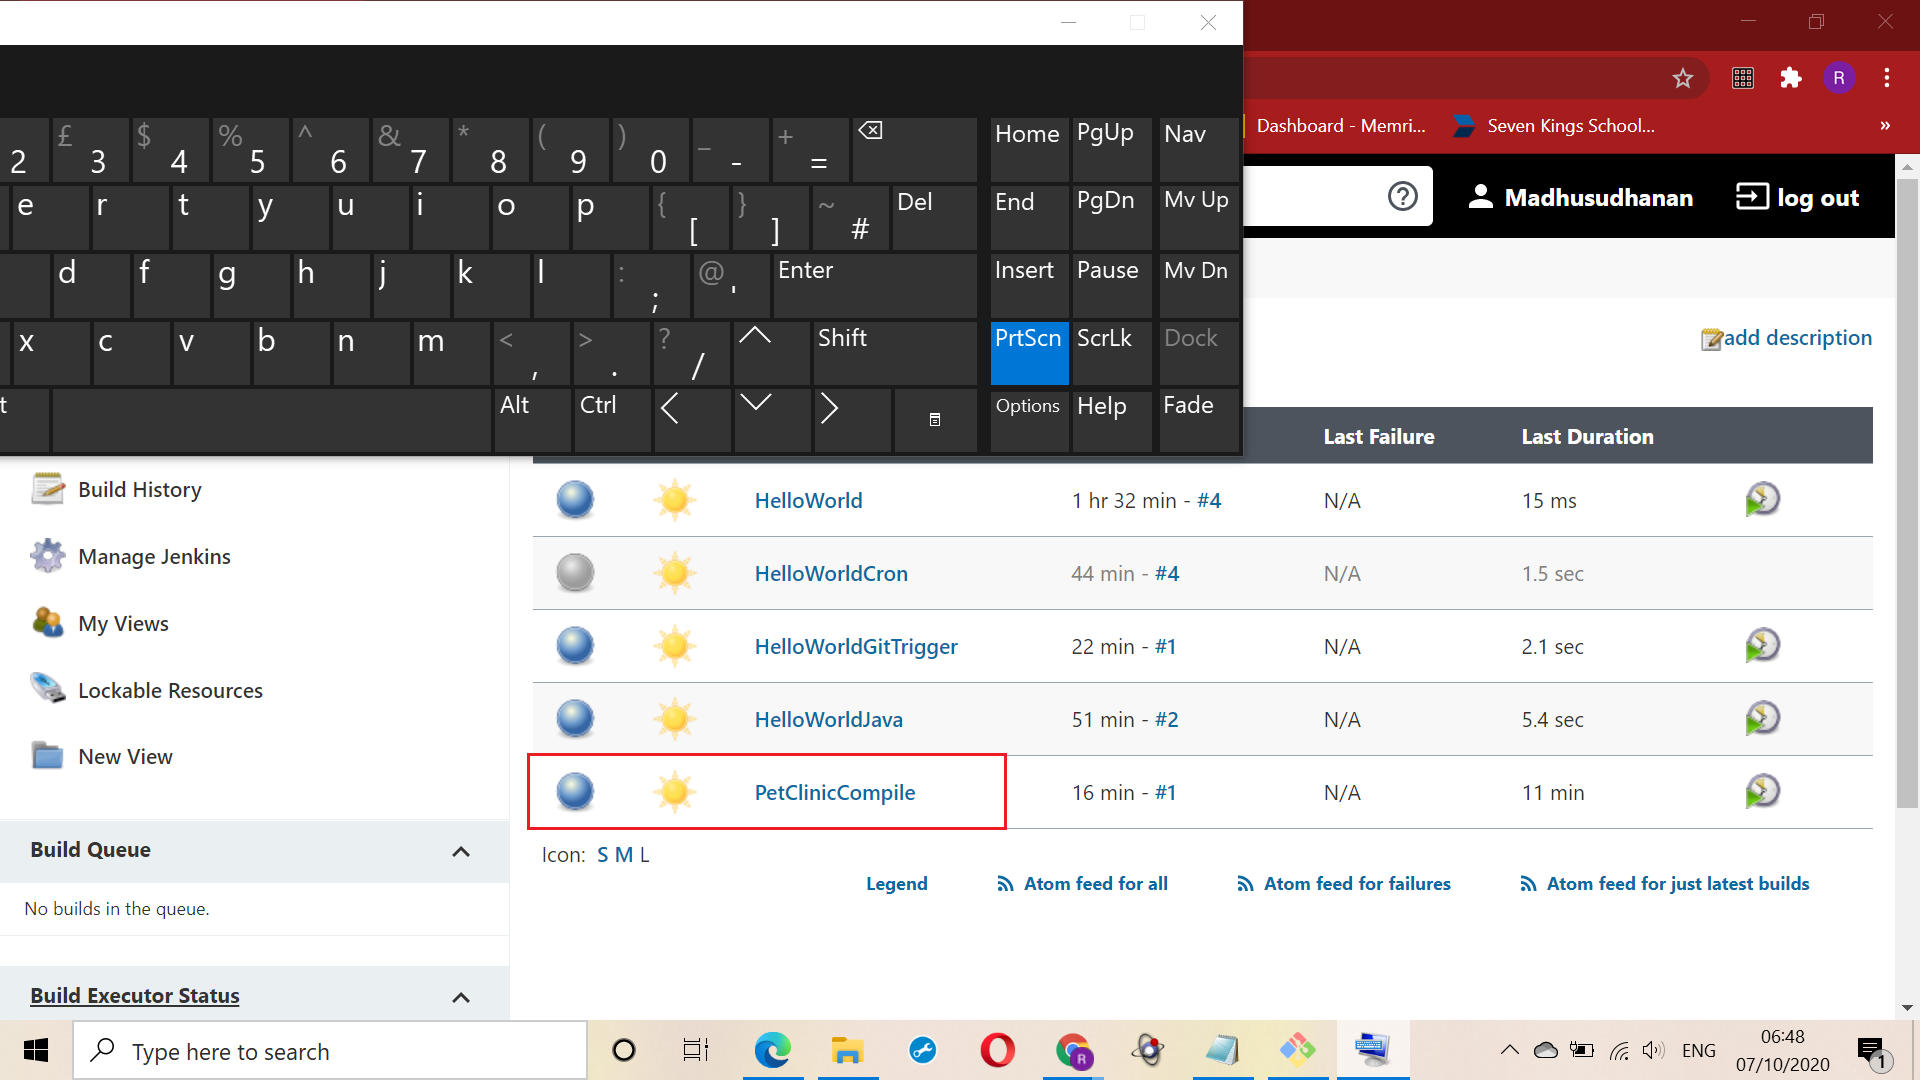 R
Dashboard - Memri...
Seven Kings School...
»
£ $ % ^ & * ( ) _ +
2 3 4 5 6 7 8 9 0 - =
Home PgUp Nav
e r t y u i o p { [ } ] ~ # Del
End PgDn Mv Up
d f g h j k l : ; @ ' Enter
Insert Pause Mv Dn
x c v b n m < , > . ? / Shift
PrtScn ScrLk Dock
t Alt Ctrl
Options Help Fade
Madhusudhanan
log out
add description
Last Failure Last Duration
Build History
Manage Jenkins
My Views
Lockable Resources
New View
HelloWorld 1 hr 32 min - #4 N/A 15 ms
HelloWorldCron 44 min - #4 N/A 1.5 sec
HelloWorldGitTrigger 22 min - #1 N/A 2.1 sec
HelloWorldJava 51 min - #2 N/A 5.4 sec
PetClinicCompile 16 min - #1 N/A 11 min
Icon: S M L
Legend Atom feed for all Atom feed for failures Atom feed for just latest builds
Build Queue
No builds in the queue.
Build Executor Status
Type here to search
R
ENG
06:48
07/10/2020
1